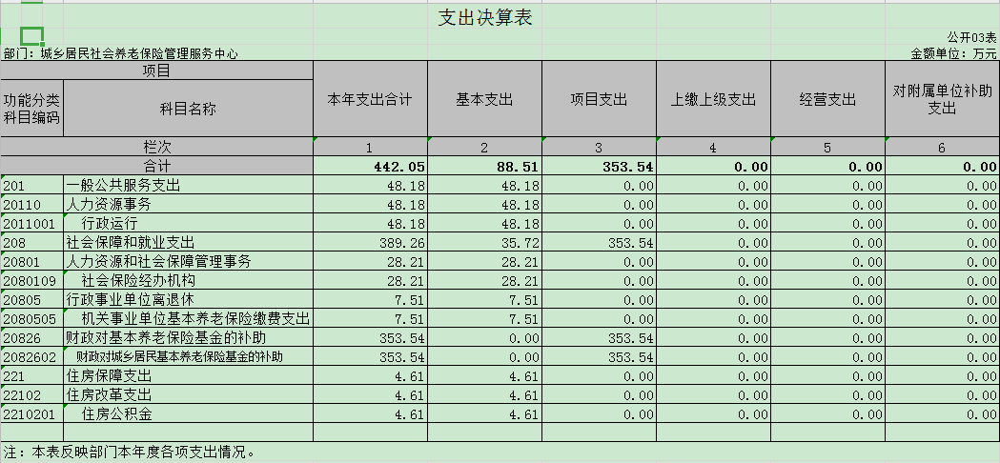 支出决算表
公开03表
部门：城乡居民社会养老保险管理服务中心 金额单位：万元
项目 本年支出合计 基本支出 项目支出 上缴上级支出 经营支出 对附属单位补助支出
功能分类科目编码 科目名称
栏次 1 2 3 4 5 6
合计 442.05 88.51 353.54 0.00 0.00 0.00
201 一般公共服务支出 48.18 48.18 0.00 0.00 0.00 0.00
20110 人力资源事务 48.18 48.18 0.00 0.00 0.00 0.00
2011001 行政运行 48.18 48.18 0.00 0.00 0.00 0.00
208 社会保障和就业支出 389.26 35.72 353.54 0.00 0.00 0.00
20801 人力资源和社会保障管理事务 28.21 28.21 0.00 0.00 0.00 0.00
2080109 社会保险经办机构 28.21 28.21 0.00 0.00 0.00 0.00
20805 行政事业单位离退休 7.51 7.51 0.00 0.00 0.00 0.00
2080505 机关事业单位基本养老保险缴费支出 7.51 7.51 0.00 0.00 0.00 0.00
20826 财政对基本养老保险基金的补助 353.54 0.00 353.54 0.00 0.00 0.00
2082602 财政对城乡居民基本养老保险基金的补助 353.54 0.00 353.54 0.00 0.00 0.00
221 住房保障支出 4.61 4.61 0.00 0.00 0.00 0.00
22102 住房改革支出 4.61 4.61 0.00 0.00 0.00 0.00
2210201 住房公积金 4.61 4.61 0.00 0.00 0.00 0.00
注：本表反映部门本年度各项支出情况。